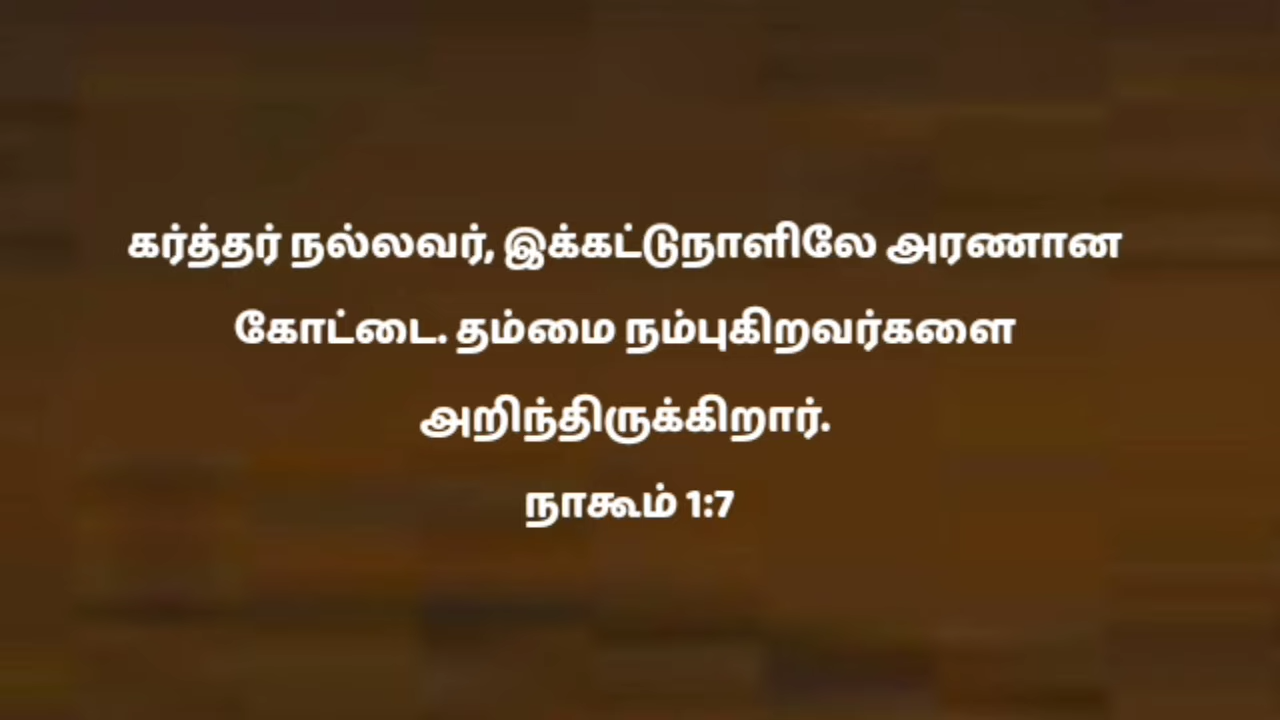 கர்த்தர் நல்லவர், இக்கட்டுநாளிலே அரணான
கோட்டை. தம்மை நம்புகிறவர்களை
அறிந்திருக்கிறார்.
நாகூம் 1:7